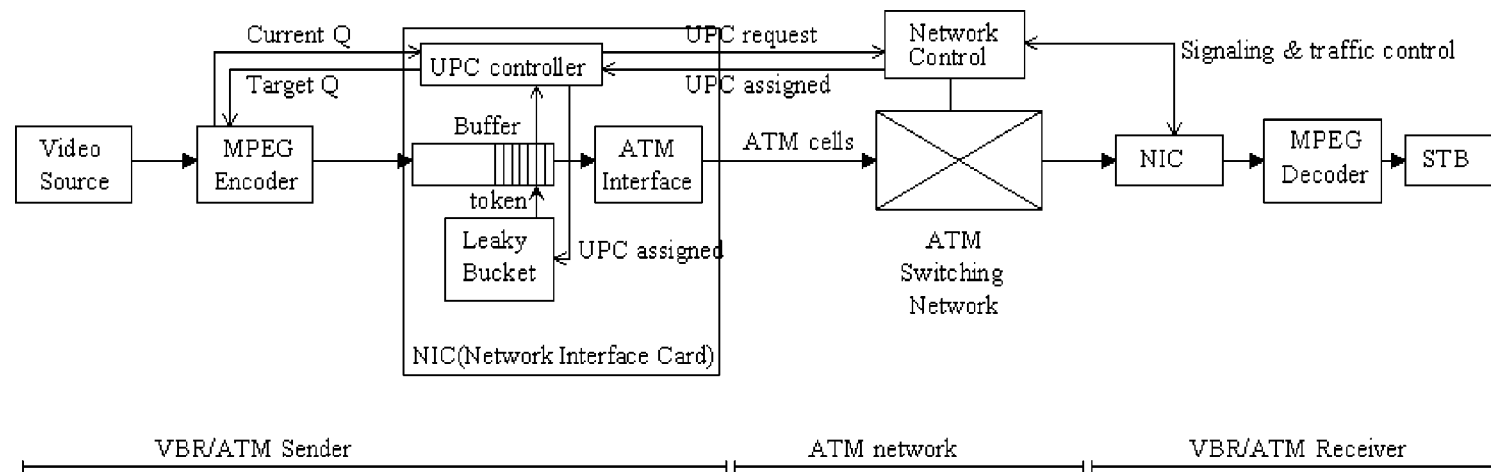 Current Q
UPC request
Network
Control
Signaling & traffic control
UPC controller
Target Q
UPC assigned
Video
Source
MPEG
Encoder
Buffer
ATM
Interface
ATM cells
NIC
MPEG
Decoder
STB
token
Leaky
Bucket
UPC assigned
ATM
Switching
Network
NIC(Network Interface Card)
VBR/ATM Sender
ATM network
VBR/ATM Receiver